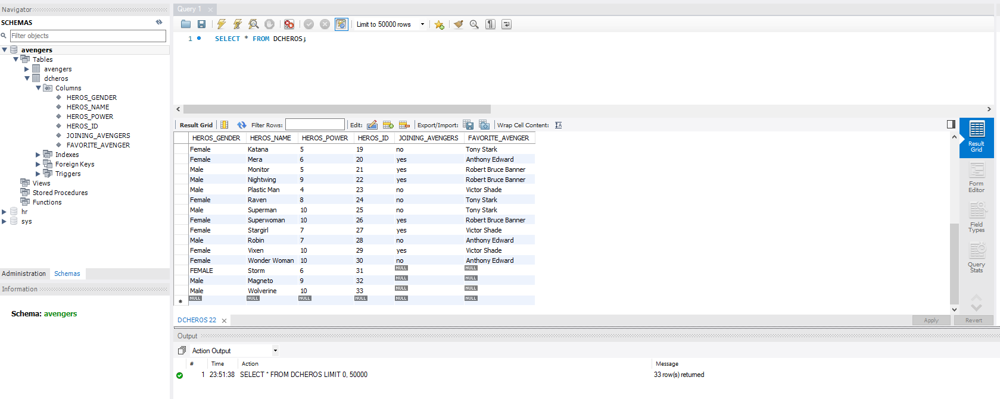 Navigator
SCHEMAS
Filter objects
avengers
Tables
avengers
dcheros
Columns
HEROS_GENDER
HEROS_NAME
HEROS_POWER
HEROS_ID
JOINING_AVENGERS
FAVORITE_AVENGER
Indexes
Foreign Keys
Triggers
Views
Stored Procedures
Functions
hr
sys
Administration Schemas
Information
Schema: avengers
Query 1
Limit to 50000 rows
1 SELECT * FROM DCHEROS;
Result Grid Filter Rows: Edit: Export/Import: Wrap Cell Content:
HEROS_GENDER HEROS_NAME HEROS_POWER HEROS_ID JOINING_AVENGERS FAVORITE_AVENGER
Female Katana 5 19 no Tony Stark
Female Mera 6 20 yes Anthony Edward
Male Monitor 5 21 yes Robert Bruce Banner
Male Nightwing 9 22 yes Robert Bruce Banner
Male Plastic Man 4 23 no Victor Shade
Female Raven 8 24 no Tony Stark
Male Superman 10 25 no Tony Stark
Female Superwoman 10 26 yes Robert Bruce Banner
Female Stargirl 7 27 yes Victor Shade
Male Robin 7 28 no Anthony Edward
Female Vixen 10 29 yes Victor Shade
Female Wonder Woman 10 30 no Anthony Edward
FEMALE Storm 6 31 NULL NULL
Male Magneto 9 32 NULL NULL
Male Wolverine 10 33 NULL NULL
NULL NULL NULL NULL NULL NULL
Result
Grid
Form
Editor
Field
Types
Query
Stats
DCHEROS 22
Apply Revert
Output
Action Output
# Time Action Message
1 23:51:38 SELECT * FROM DCHEROS LIMIT 0, 50000 33 row(s) returned